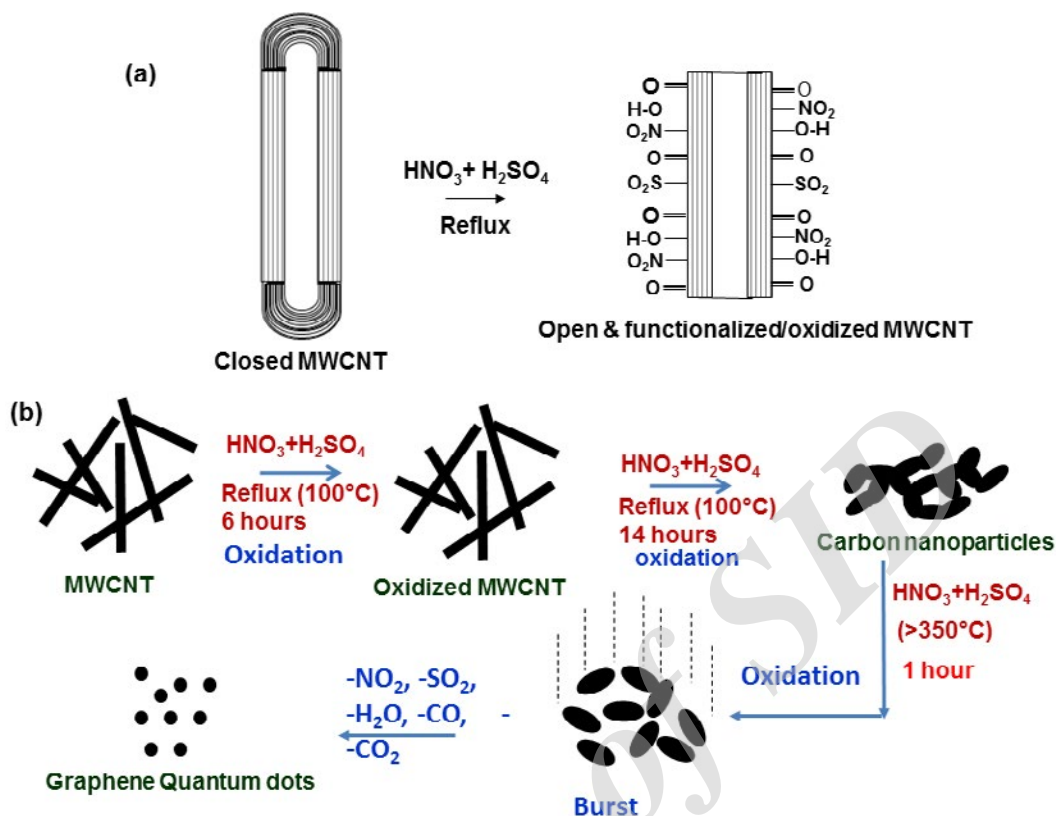 (a)
HNO₃+ H₂SO₄
Reflux
O
H-O
O₂N
O
O₂S
O
H-O
O₂N
O
O
NO₂
O-H
O
SO₂
O
NO₂
O-H
O
Closed MWCNT
Open & functionalized/oxidized MWCNT
(b)
HNO₃+H₂SO₄
Reflux (100°C)
6 hours
Oxidation
MWCNT
Oxidized MWCNT
HNO₃+H₂SO₄
Reflux (100°C)
14 hours
oxidation
Carbon nanoparticles
HNO₃+H₂SO₄
(>350°C)
1 hour
Oxidation
Burst
-NO₂, -SO₂,
-H₂O, -CO, -
-CO₂
Graphene Quantum dots
of SID